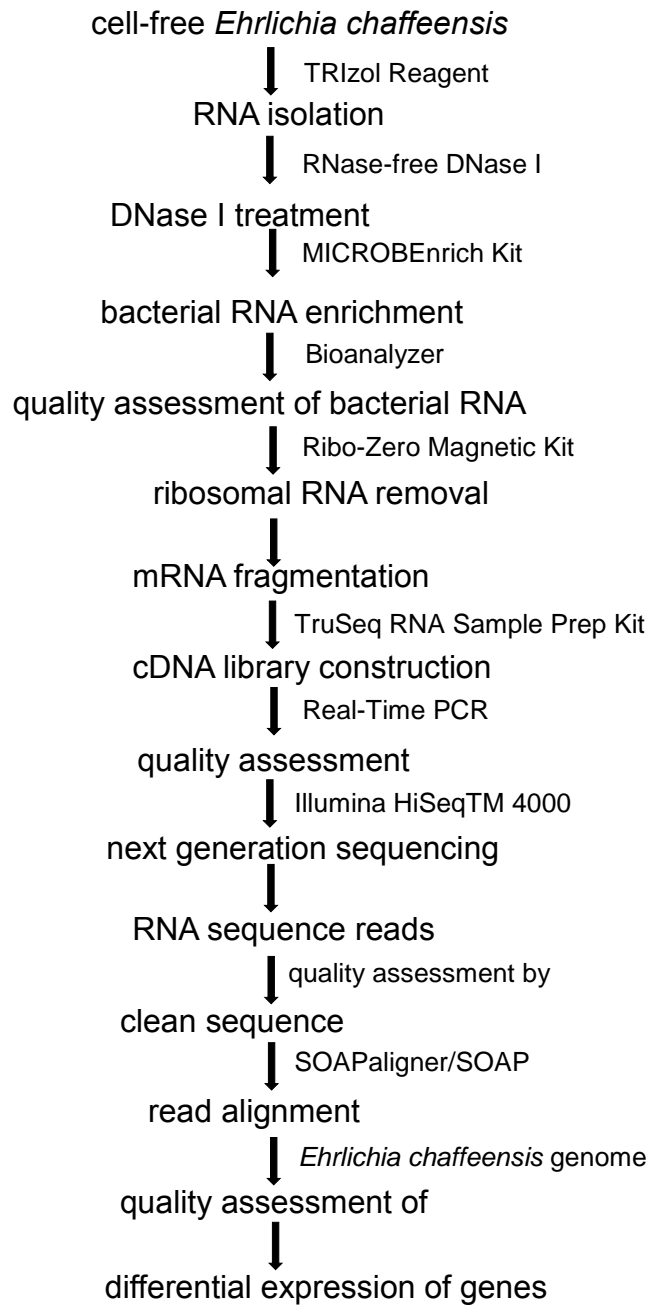 cell-free Ehrlichia chaffeensis
TRIzol Reagent
RNA isolation
RNase-free DNase I
DNase I treatment
MICROBEnrich Kit
bacterial RNA enrichment
Bioanalyzer
quality assessment of bacterial RNA
Ribo-Zero Magnetic Kit
ribosomal RNA removal
mRNA fragmentation
TruSeq RNA Sample Prep Kit
cDNA library construction
Real-Time PCR
quality assessment
Illumina HiSeqTM 4000
next generation sequencing
RNA sequence reads
quality assessment by
clean sequence
SOAPaligner/SOAP
read alignment
Ehrlichia chaffeensis genome
quality assessment of
differential expression of genes